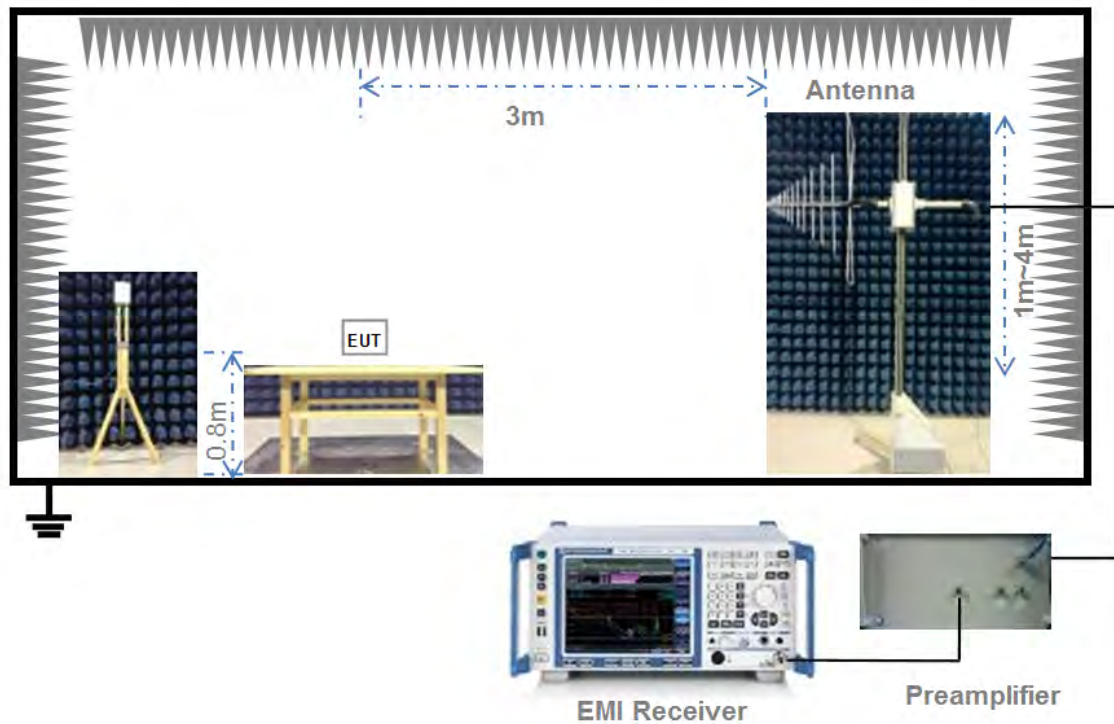 3m
Antenna
1m~4m
EUT
0.8m
EMI Receiver
Preamplifier